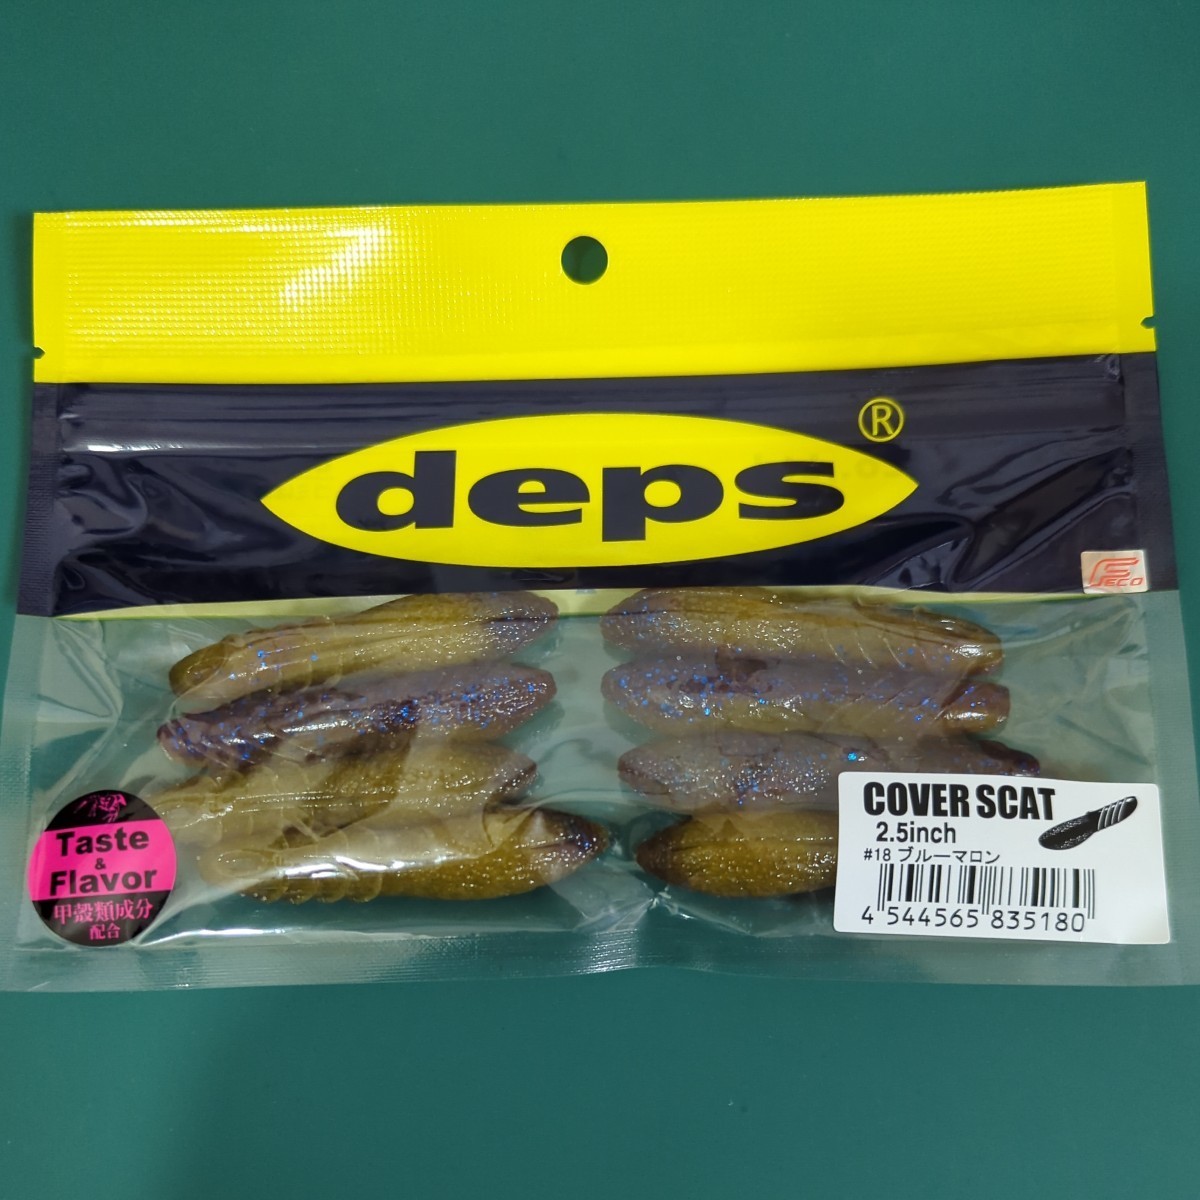 deps®
FECO
Taste
&
Flavor
甲殻類成分
配合
COVER SCAT
2.5inch
#18 ブルーマロン
4 544565 835180